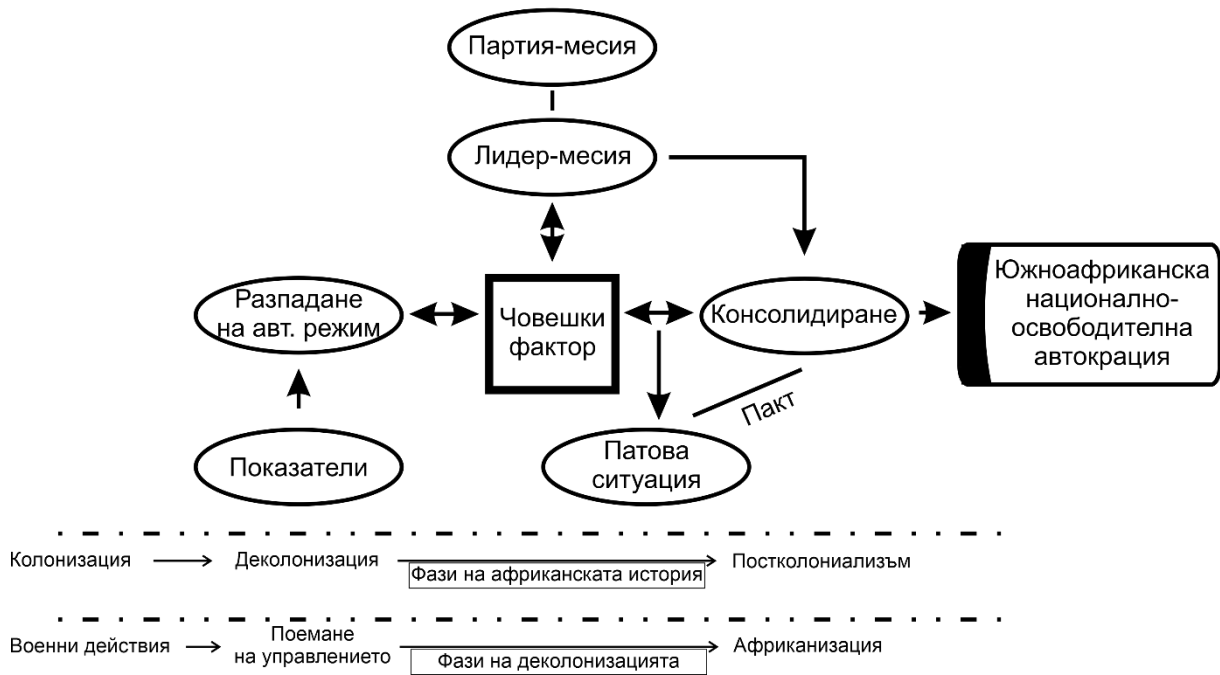 Партия-месия
Лидер-месия
Разпадане
на авт. режим
Човешки
фактор
Консолидиране
Южноафриканска
национално-
освободителна
автокрация
Пакт
Показатели
Патова
ситуация
Колонизация
Деколонизация
Фази на африканската история
Постколониализъм
Военни действия
Поемане
на управлението
Фази на деколонизацията
Африканизация